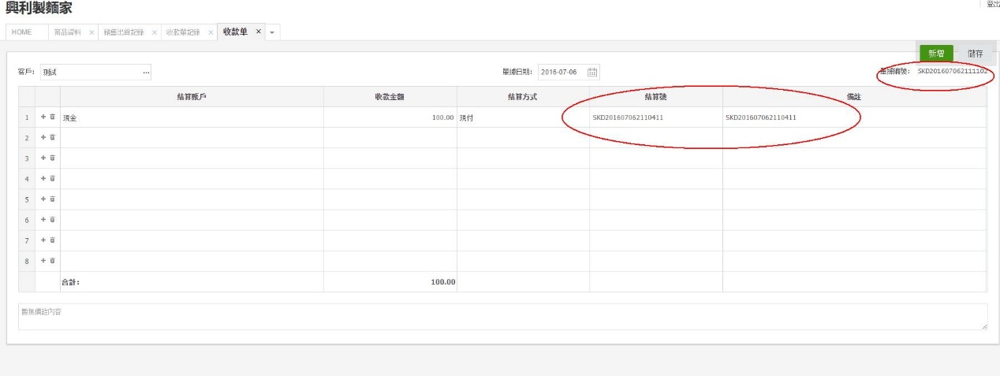 興利製麵家
登出
HOME 商品資料 × 銷售出貨記錄 × 收款單記錄 × 收款单 ×
新增 儲存
客戶： 測試 ... 單據日期： 2016-07-06 單據編號： SKD201607062111102
結算賬戶 收款金額 結算方式 結算號 備註
1 現金 100.00 現付 SKD201607062110411 SKD201607062110411
2
3
4
5
6
7
8
合計： 100.00
暫無備註內容